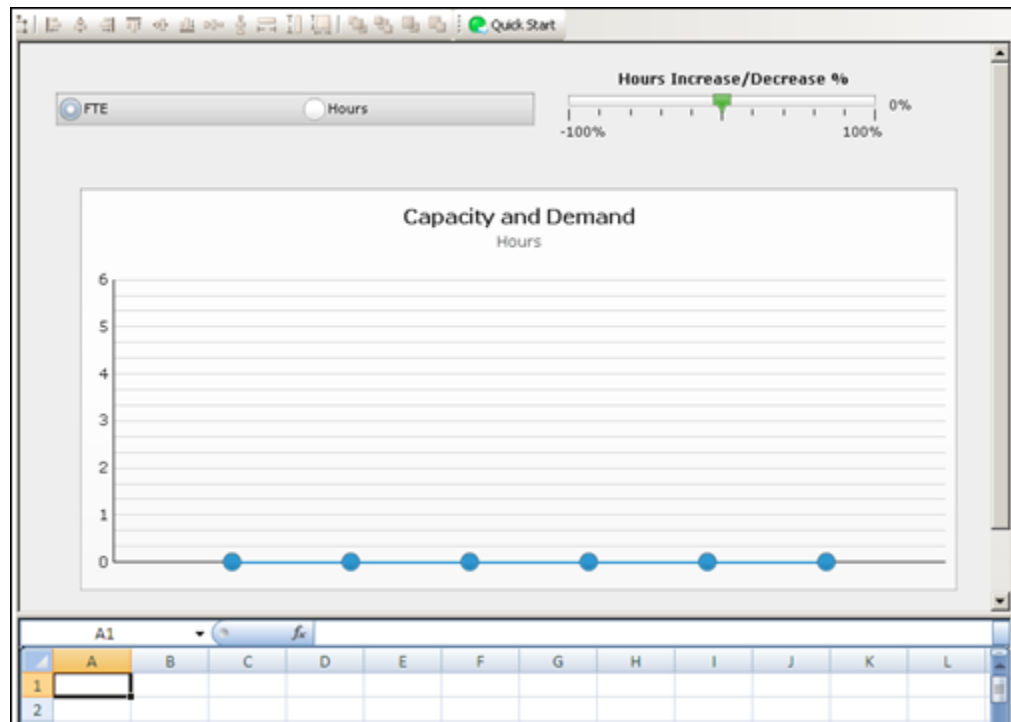 Quick Start
Hours Increase/Decrease %
FTE Hours
0%
-100% 100%
Capacity and Demand
Hours
6
5
4
3
2
1
0
A1 fx
A B C D E F G H I J K L
1
2